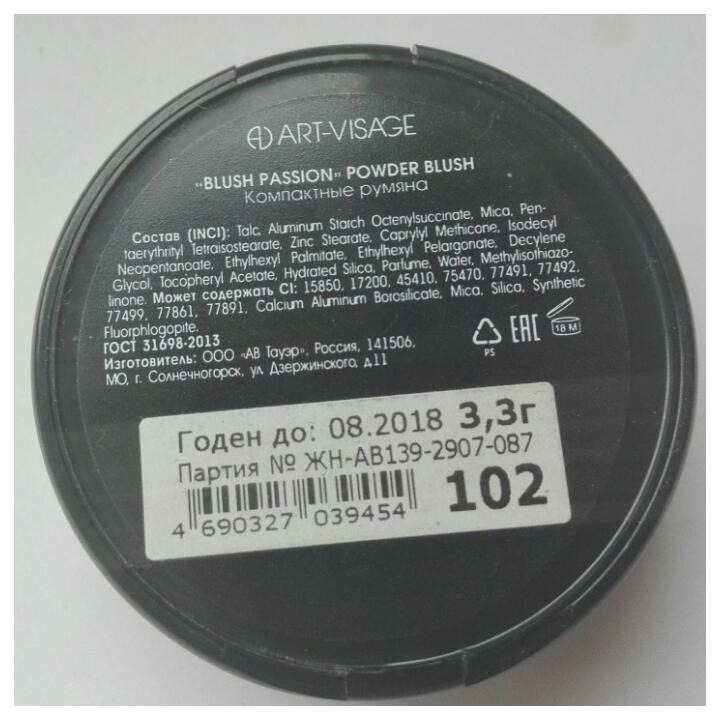 ART-VISAGE
„BLUSH PASSION” POWDER BLUSH
Компактные румяна
Состав (INCI): Talc, Aluminum Starch Octenylsuccinate, Mica, Pen-
taerythrityl Tetraisostearate, Zinc Stearate, Caprylyl Methicone, Isodecyl
Neopentanoate, Ethylhexyl Palmitate, Ethylhexyl Pelargonate, Decylene
Glycol, Tocopheryl Acetate, Hydrated Silica, Parfume, Water, Methylisothiazo-
linone. Может содержать CI: 15850, 17200, 45410, 75470, 77491, 77492,
77499, 77861, 77891, Calcium Aluminum Borosilicate, Mica, Silica, Synthetic
Fluorphlogopite.
ГОСТ 31698-2013
Изготовитель: ООО «АВ Тауэр», Россия, 141506,
МО, г. Солнечногорск, ул Дзержинского, д.11
PS
EAC
18 M
Годен до: 08.2018 3,3г
Партия № ЖН-АВ139-2907-087
102
4 690327 039454